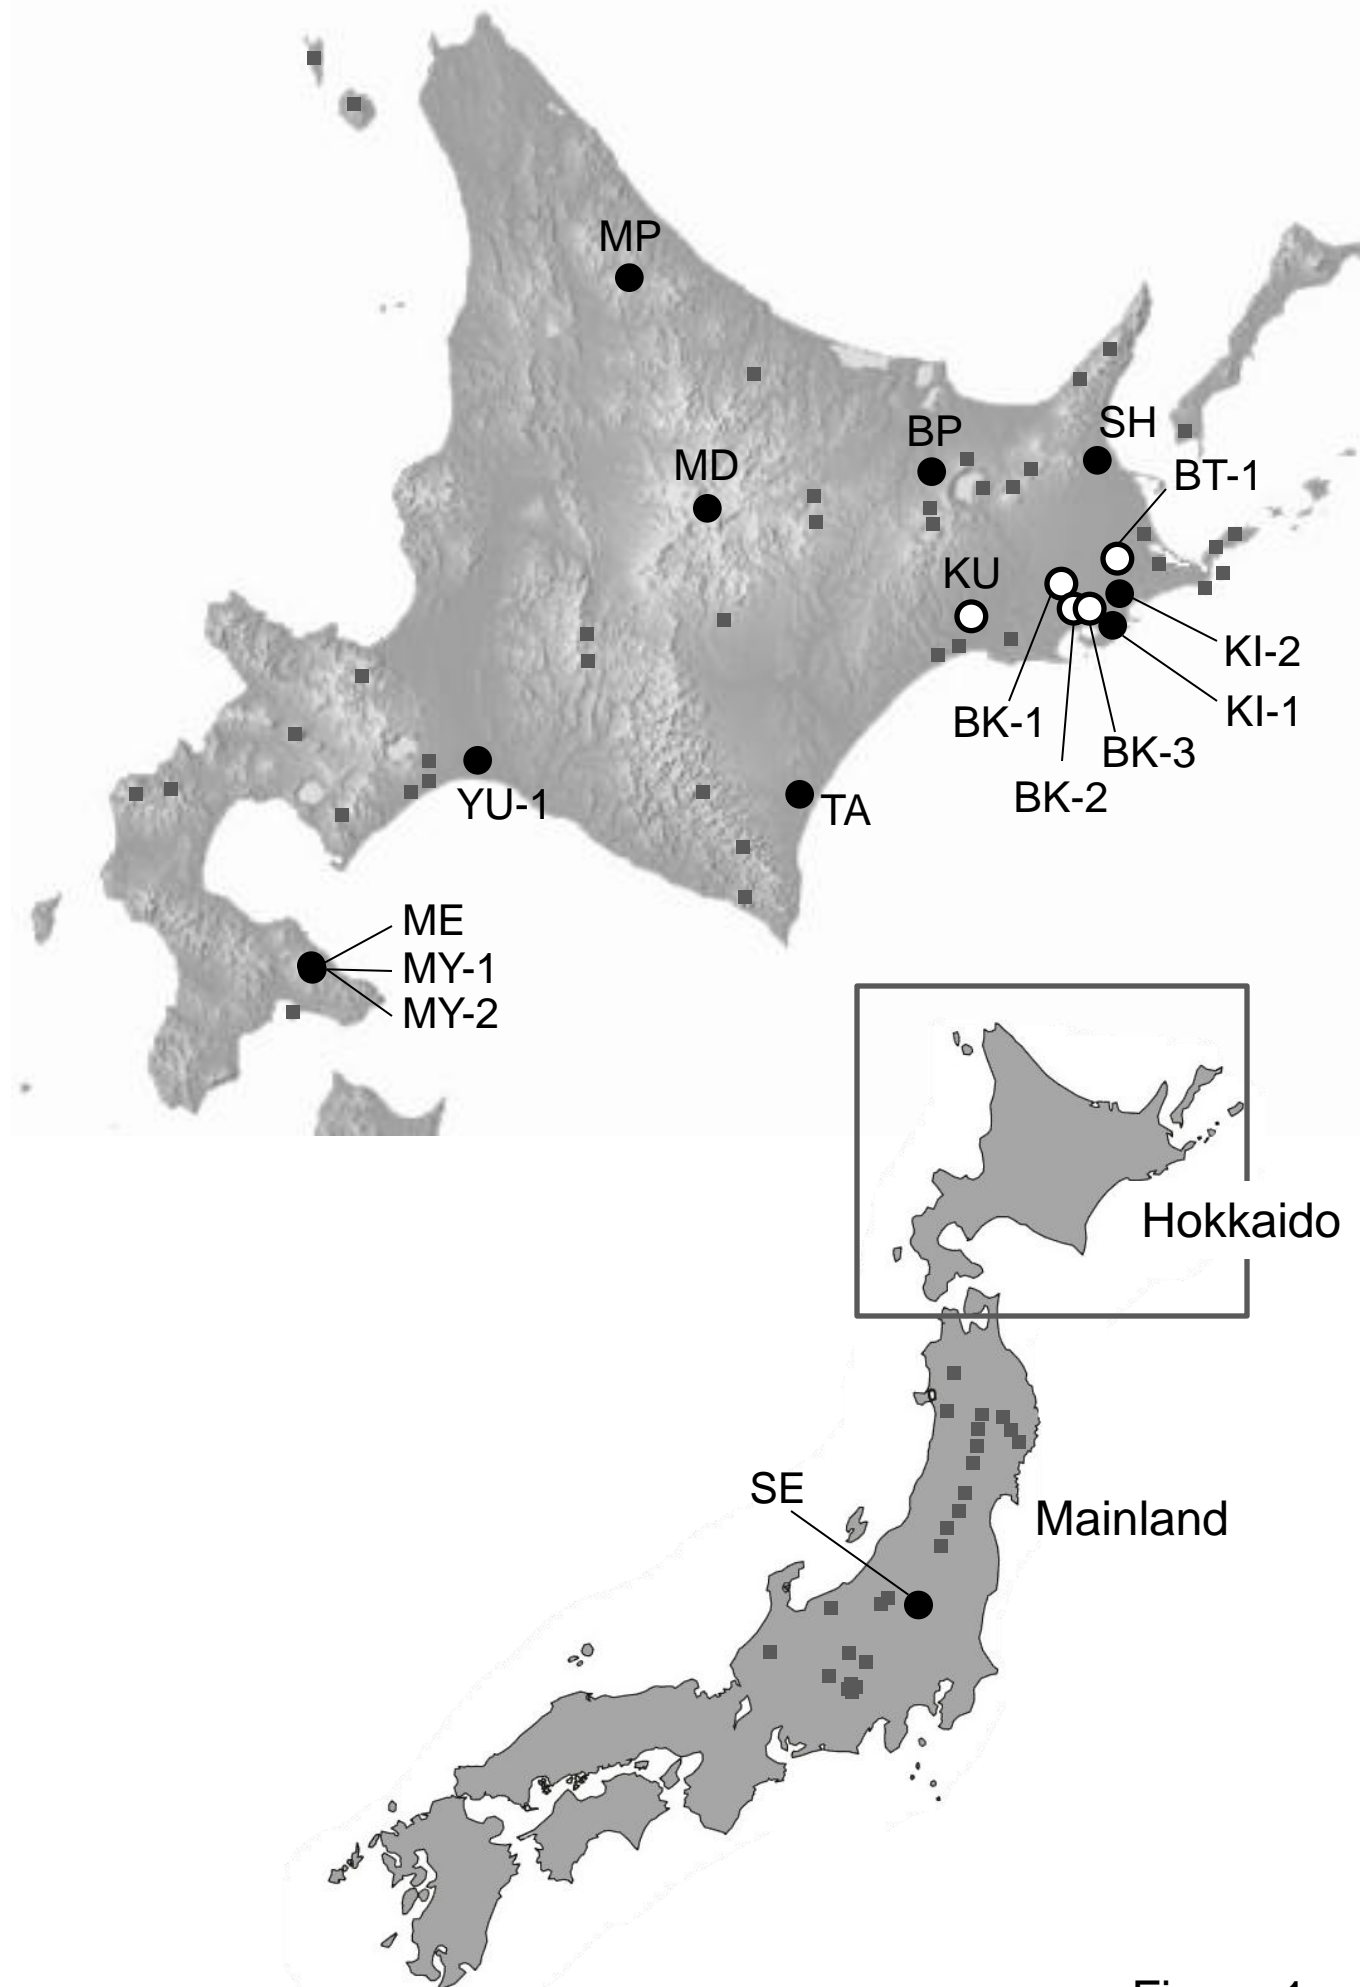 MP
SH
BP
MD
BT-1
KU
KI-2
KI-1
BK-1
BK-3
BK-2
YU-1
TA
ME
MY-1
MY-2
Hokkaido
SE
Mainland